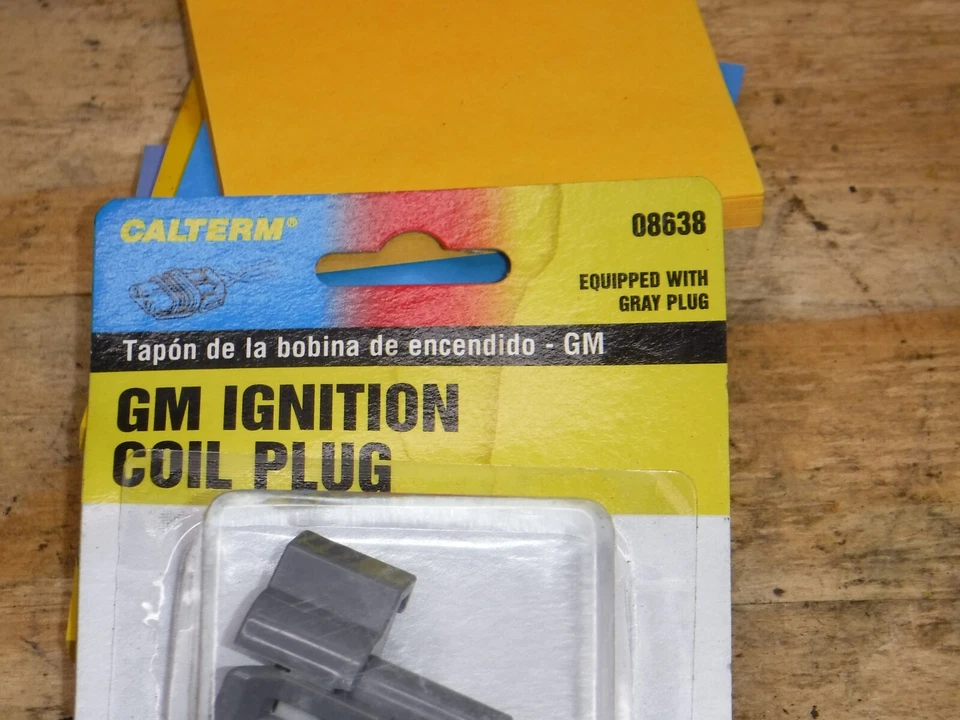 CALTERM®
08638
EQUIPPED WITH
GRAY PLUG
Tapón de la bobina de encendido - GM
GM IGNITION
COIL PLUG